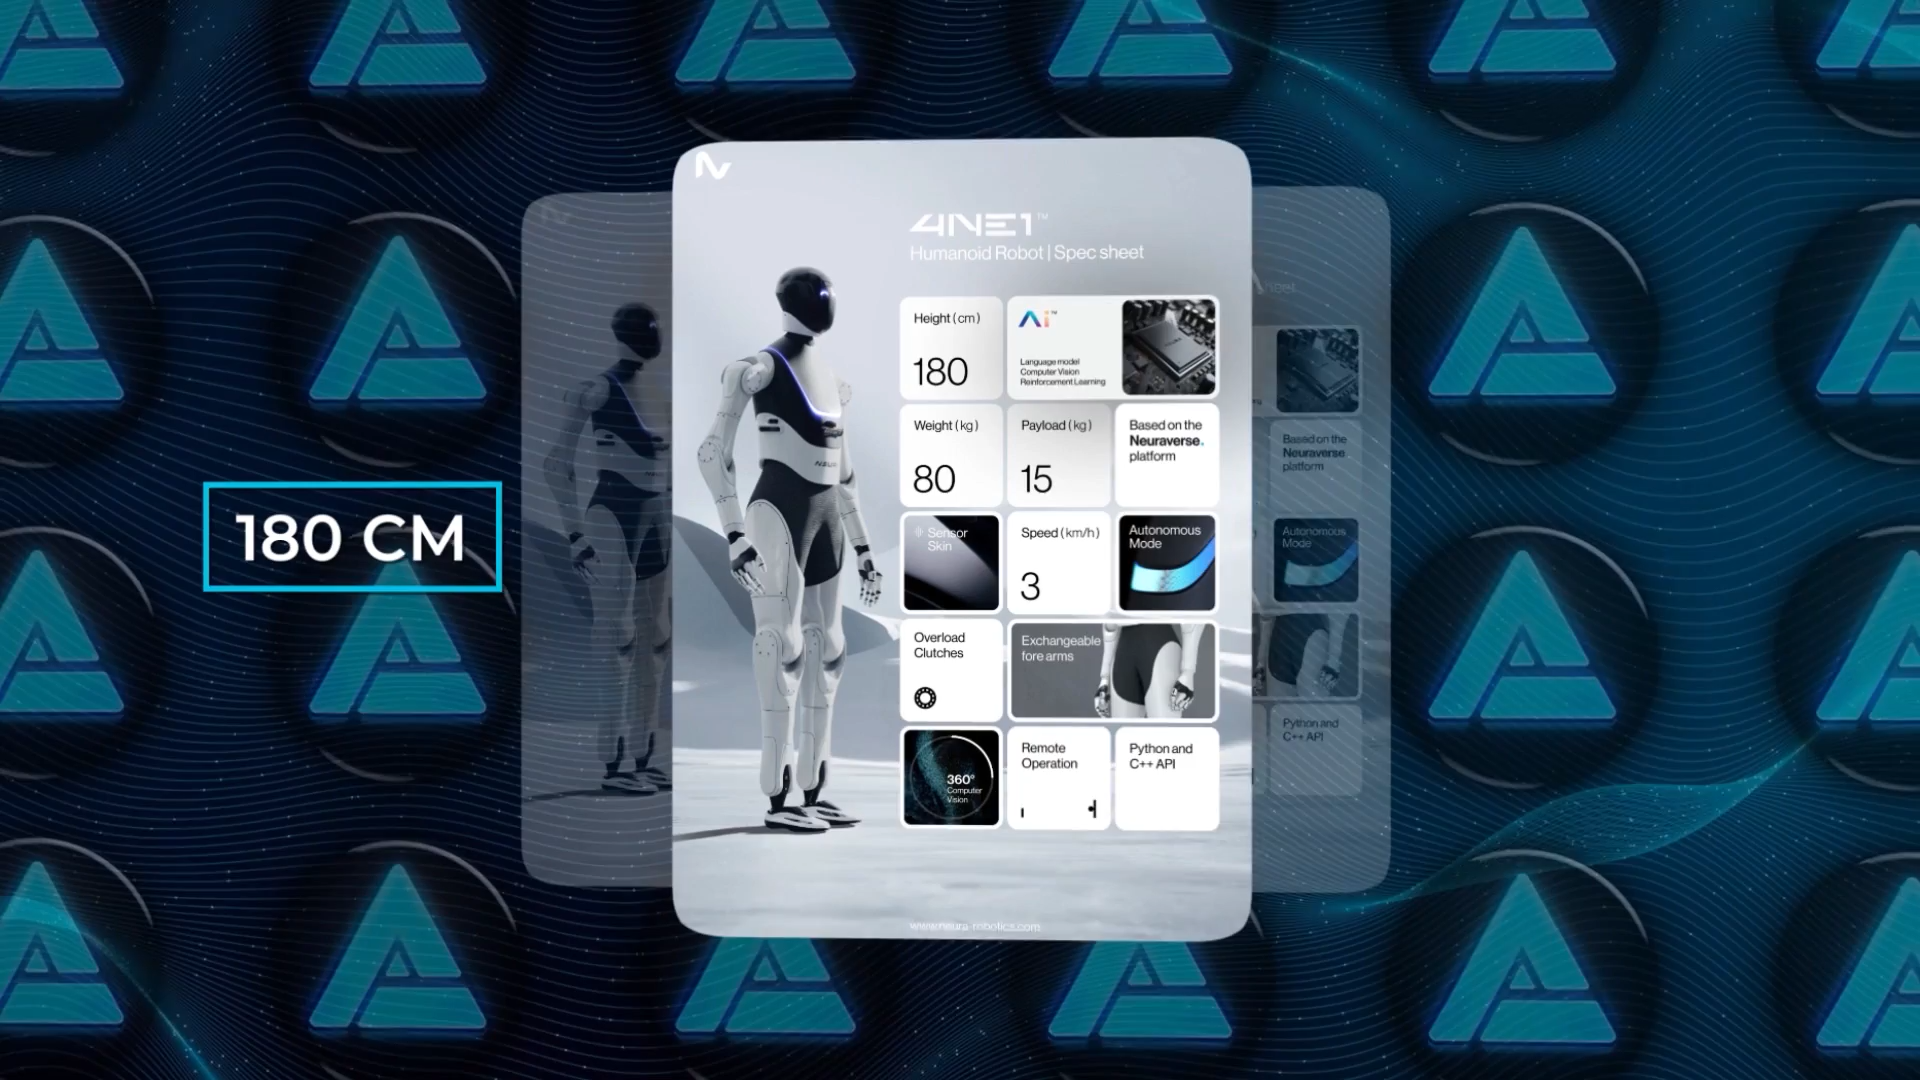 180 CM
4NE1™
Humanoid Robot | Spec sheet
Height (cm)
180
Ai™
Language model
Computer Vision
Reinforcement Learning
Weight (kg)
80
Payload (kg)
15
Based on the
Neuraverse.
platform
Sensor
Skin
Speed (km/h)
3
Autonomous
Mode
Overload
Clutches
Exchangeable
fore arms
360°
Computer
Vision
Remote
Operation
Python and
C++ API
www.neura-robotics.com
Based on the
Neuraverse
platform
Autonomous
Mode
Python and
C++ API